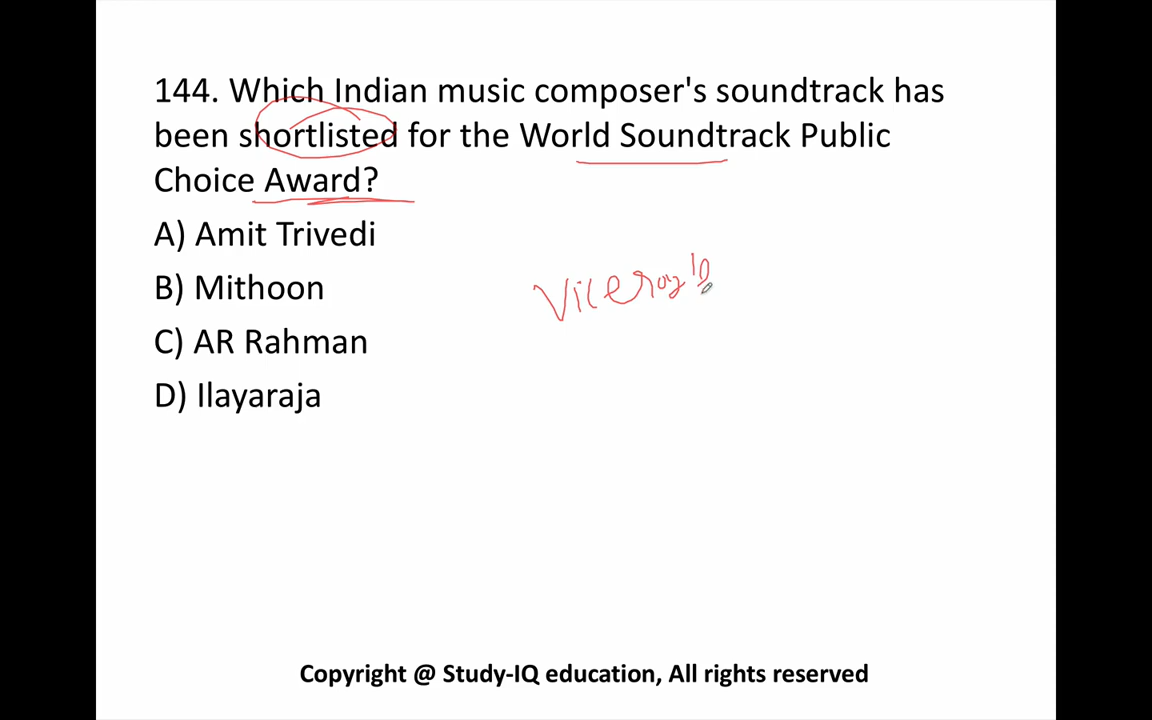 144. Which Indian music composer's soundtrack has
been shortlisted for the World Soundtrack Public
Choice Award?
A) Amit Trivedi
B) Mithoon
C) AR Rahman
D) Ilayaraja
Viceroy's
Copyright @ Study-IQ education, All rights reserved